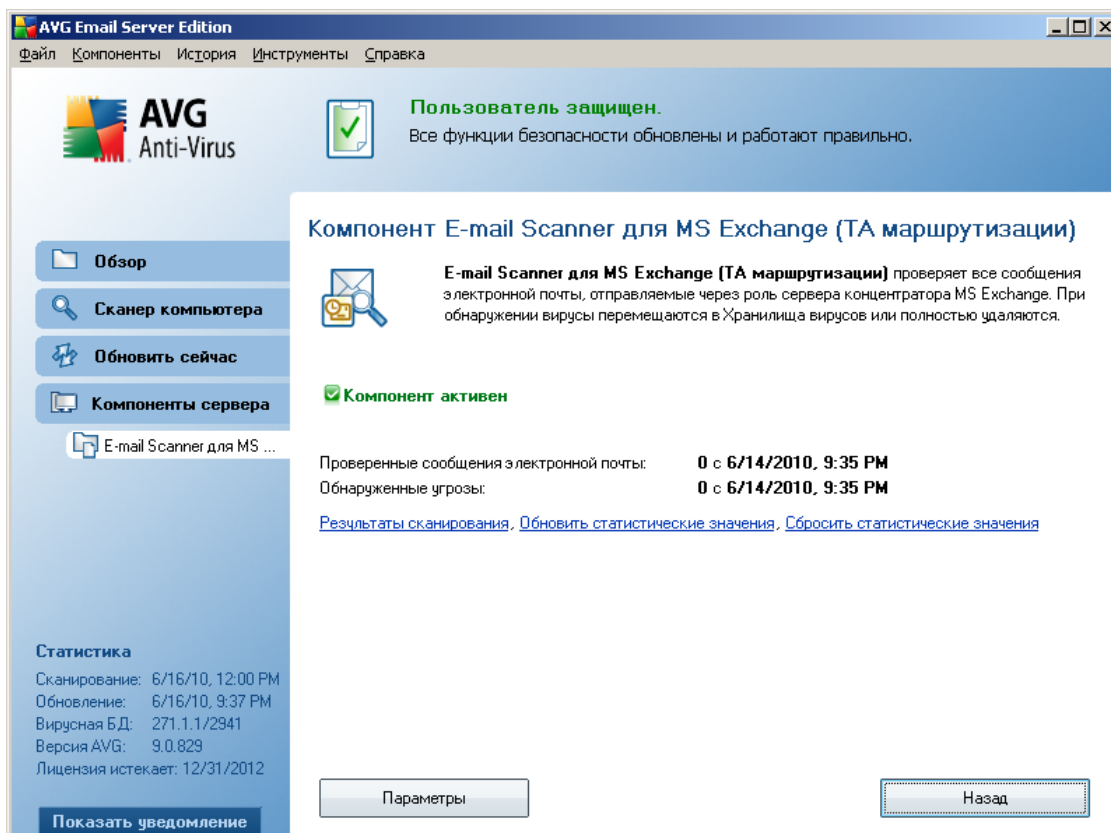 AVG Email Server Edition
Файл Компоненты История Инструменты Справка
AVG
Anti-Virus
Пользователь защищен.
Все функции безопасности обновлены и работают правильно.
Обзор
Сканер компьютера
Обновить сейчас
Компоненты сервера
E-mail Scanner для MS ...
Компонент E-mail Scanner для MS Exchange (TA маршрутизации)
E-mail Scanner для MS Exchange (TA маршрутизации) проверяет все сообщения
электронной почты, отправляемые через роль сервера концентратора MS Exchange. При
обнаружении вирусы перемещаются в Хранилища вирусов или полностью удаляются.
Компонент активен
Проверенные сообщения электронной почты: 0 с 6/14/2010, 9:35 PM
Обнаруженные угрозы: 0 с 6/14/2010, 9:35 PM
Результаты сканирования, Обновить статистические значения, Сбросить статистические значения
Статистика
Сканирование: 6/16/10, 12:00 PM
Обновление: 6/16/10, 9:37 PM
Вирусная БД: 271.1.1/2941
Версия AVG: 9.0.829
Лицензия истекает: 12/31/2012
Показать уведомление
Параметры
Назад